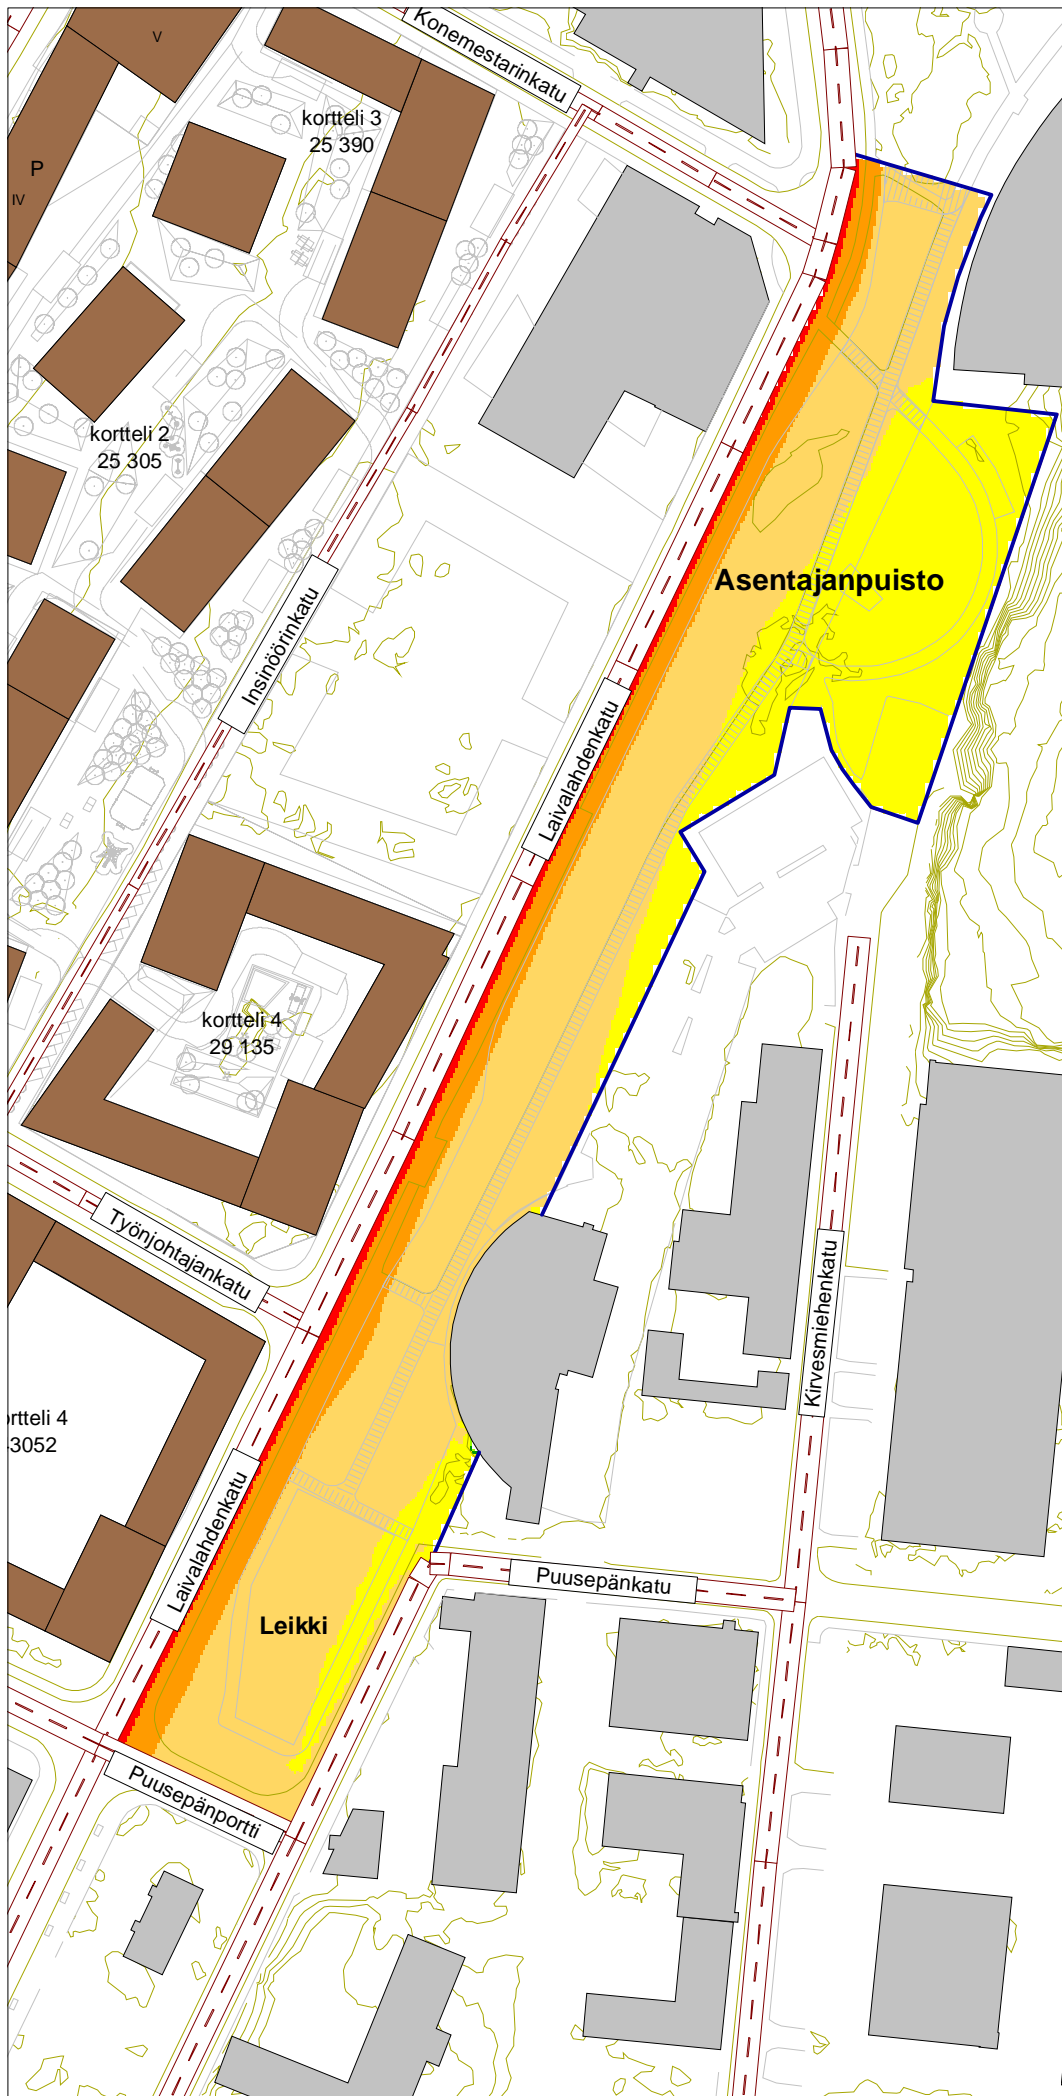 Konemestarinkatu
V
kortteli 3
25 390
P
IV
kortteli 2
25 305
Asentajanpuisto
Insinöörinkatu
Laivalahdenkatu
kortteli 4
29 135
Työnjohtajankatu
Kirvesmiehenkatu
rtteli 4
3052
Laivalahdenkatu
Puusepänkatu
Leikki
Puusepänportti